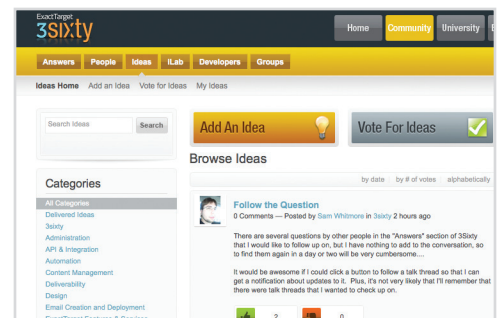 ExactTarget
3sixty
Home Community University
Answers People Ideas iLab Developers Groups
Ideas Home Add an Idea Vote for Ideas My Ideas
Search Ideas Search
Add An Idea Vote For Ideas
Browse Ideas
by date by # of votes alphabetically
Categories
All Categories
Delivered Ideas
3sixty
Administration
API & Integration
Automation
Content Management
Deliverability
Design
Email Creation and Deployment
Follow the Question
0 Comments — Posted by Sam Whitmore in 3sixty 2 hours ago
There are several questions by other people in the "Answers" section of 3Sixty
that I would like to follow up on, but I have nothing to add to the conversation, so
to find them again in a day or two will be very cumbersome....
It would be awesome if I could click a button to follow a talk thread so that I can
get a notification about updates to it. Plus, it's not very likely that I'll remember that
there were talk threads that I wanted to check up on.
2 0